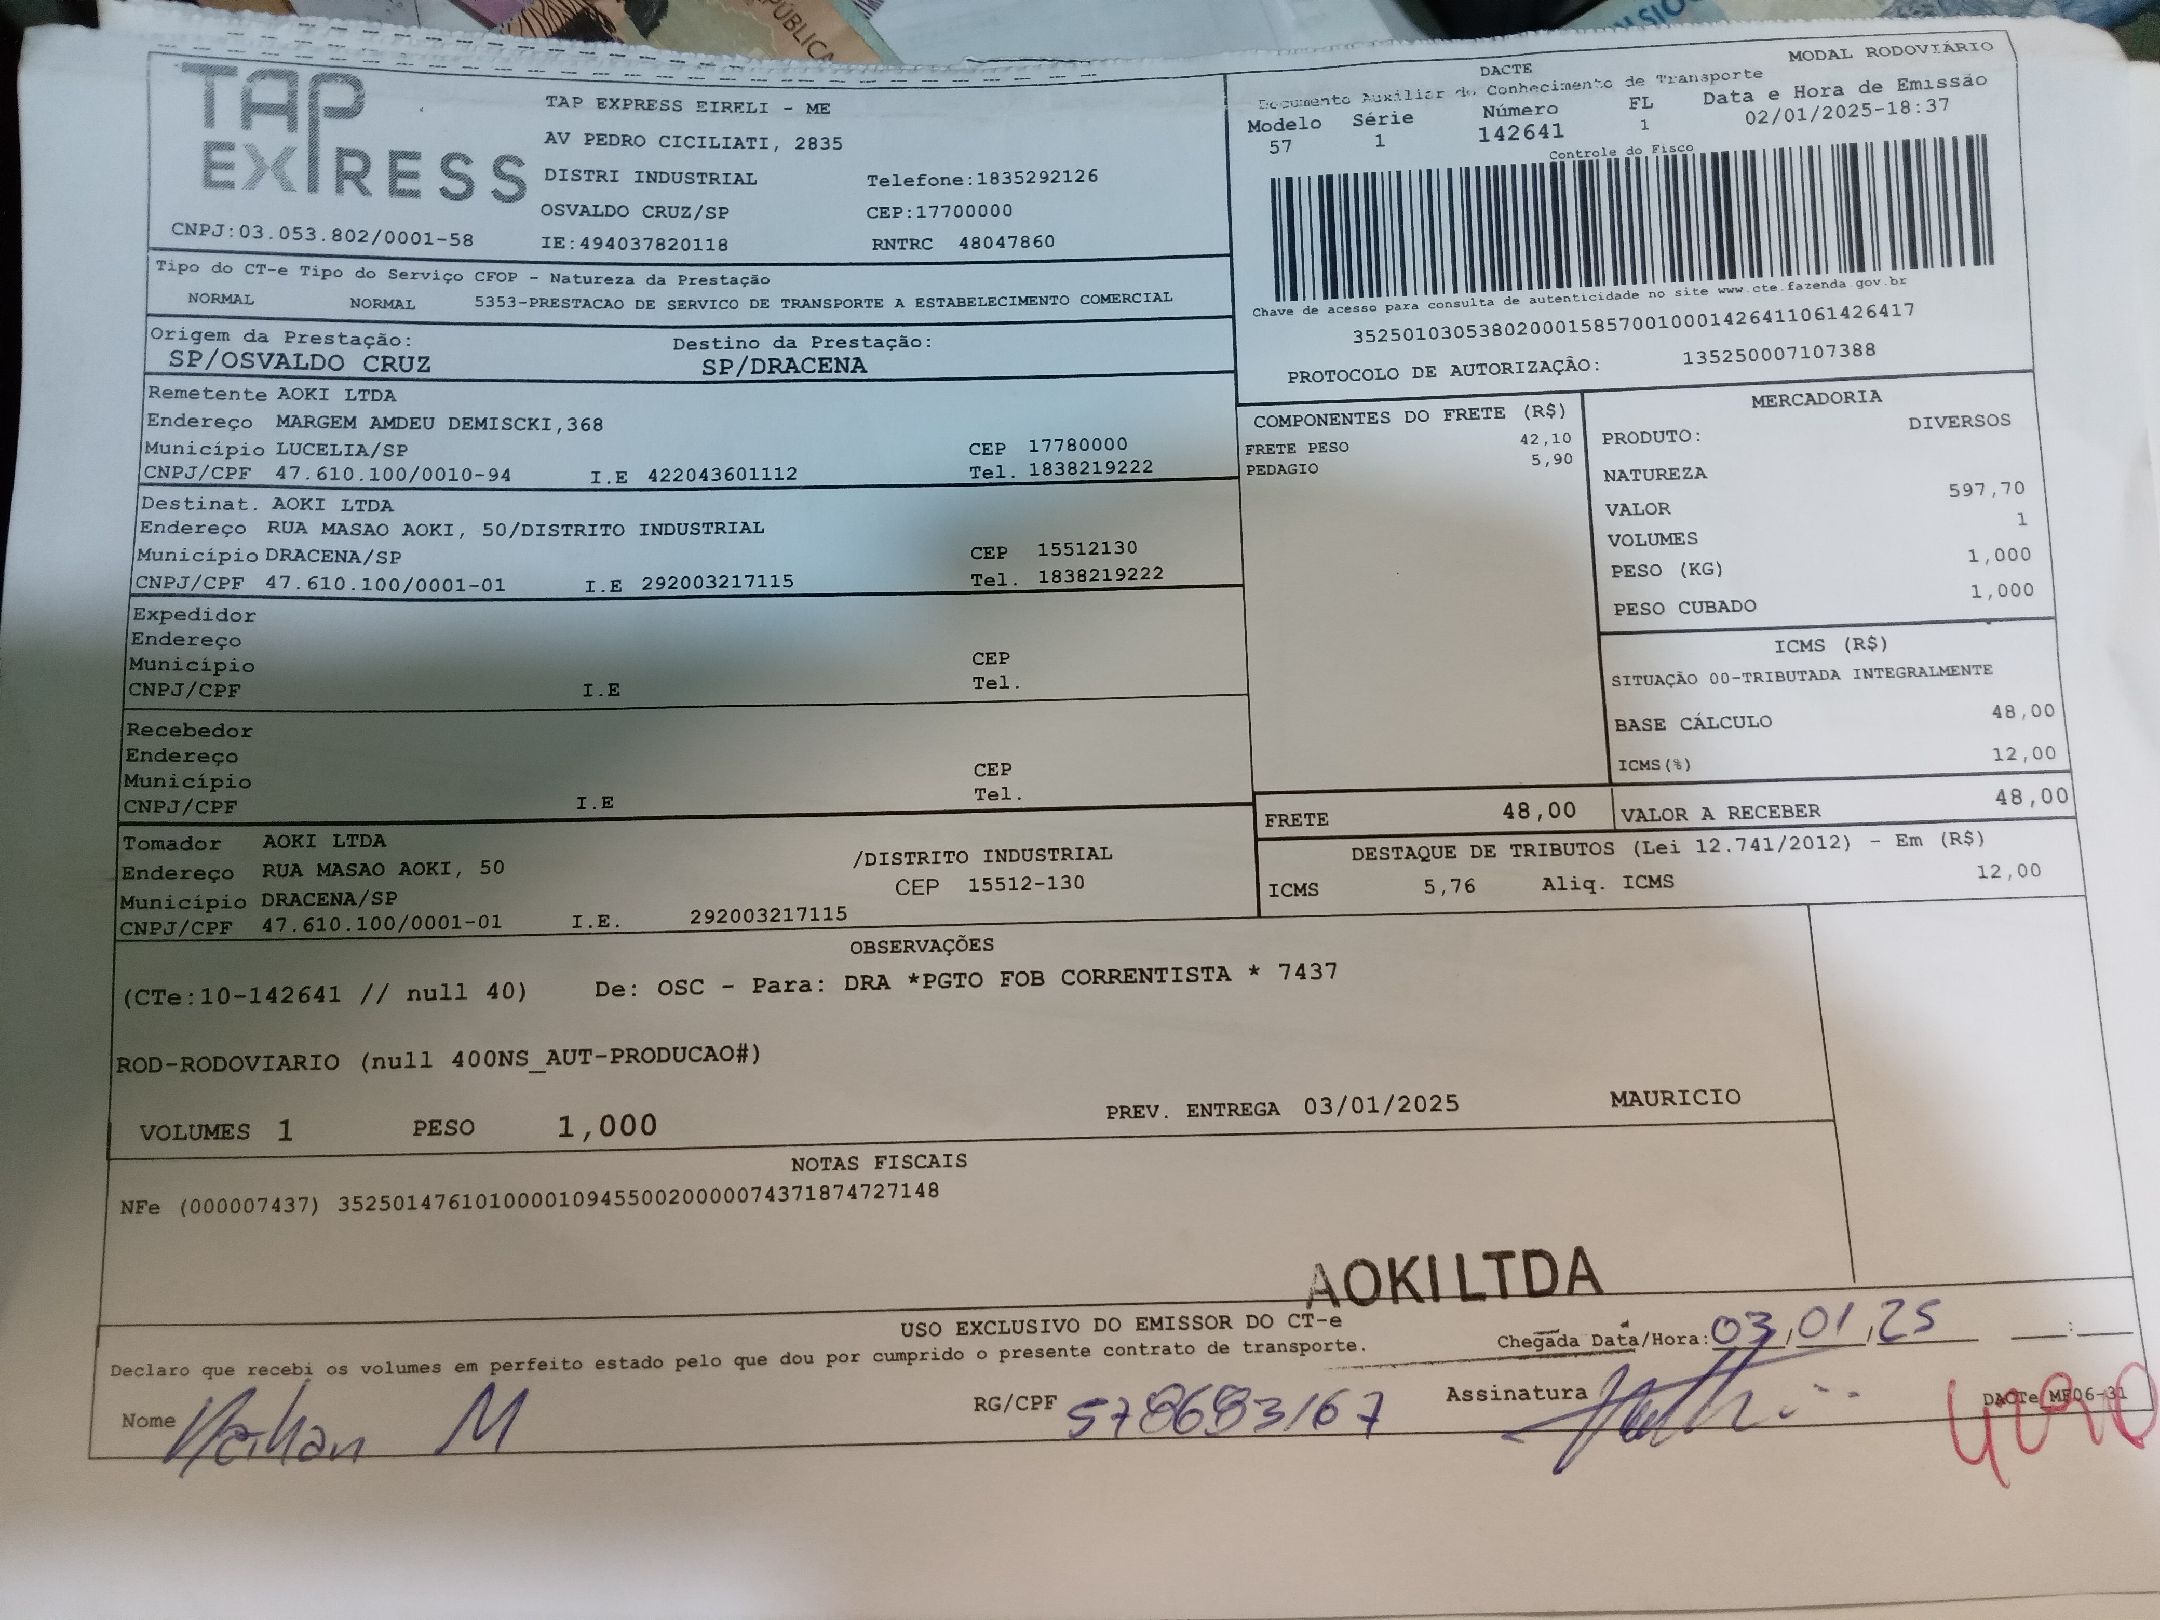 REPÚBLICA
TAP
EXPRESS
CNPJ:03.053.802/0001-58
TAP EXPRESS EIRELI - ME
AV PEDRO CICILIATI, 2835
DISTRI INDUSTRIAL Telefone:1835292126
OSVALDO CRUZ/SP CEP:17700000
IE:494037820118 RNTRC 48047860
DACTE MODAL RODOVIÁRIO
Documento Auxiliar do Conhecimento de Transporte
Modelo Série Número FL Data e Hora de Emissão
57 1 142641 1 02/01/2025-18:37
Controle do Fisco
Chave de acesso para consulta de autenticidade no site www.cte.fazenda.gov.br
35250103053802000158570010001426411061426417
PROTOCOLO DE AUTORIZAÇÃO: 135250007107388
Tipo do CT-e Tipo do Serviço CFOP - Natureza da Prestação
NORMAL NORMAL 5353-PRESTACAO DE SERVICO DE TRANSPORTE A ESTABELECIMENTO COMERCIAL
Origem da Prestação: Destino da Prestação:
SP/OSVALDO CRUZ SP/DRACENA
Remetente AOKI LTDA
Endereço MARGEM AMDEU DEMISCKI,368
Município LUCELIA/SP CEP 17780000
CNPJ/CPF 47.610.100/0010-94 I.E 422043601112 Tel. 1838219222
Destinat. AOKI LTDA
Endereço RUA MASAO AOKI, 50/DISTRITO INDUSTRIAL
Município DRACENA/SP CEP 15512130
CNPJ/CPF 47.610.100/0001-01 I.E 292003217115 Tel. 1838219222
Expedidor
Endereço
Município CEP
CNPJ/CPF I.E Tel.
Recebedor
Endereço
Município CEP
CNPJ/CPF I.E Tel.
Tomador AOKI LTDA
Endereço RUA MASAO AOKI, 50 /DISTRITO INDUSTRIAL
Município DRACENA/SP CEP 15512-130
CNPJ/CPF 47.610.100/0001-01 I.E. 292003217115
COMPONENTES DO FRETE (R$)
FRETE PESO 42,10
PEDAGIO 5,90
MERCADORIA
PRODUTO: DIVERSOS
NATUREZA
VALOR 597,70
VOLUMES 1
PESO (KG) 1,000
PESO CUBADO 1,000
ICMS (R$)
SITUAÇÃO 00-TRIBUTADA INTEGRALMENTE
BASE CÁLCULO 48,00
ICMS(%) 12,00
FRETE 48,00 VALOR A RECEBER 48,00
DESTAQUE DE TRIBUTOS (Lei 12.741/2012) - Em (R$)
ICMS 5,76 Aliq. ICMS 12,00
OBSERVAÇÕES
(CTe:10-142641 // null 40) De: OSC - Para: DRA *PGTO FOB CORRENTISTA * 7437
ROD-RODOVIARIO (null 400NS_AUT-PRODUCAO#)
VOLUMES 1 PESO 1,000 PREV. ENTREGA 03/01/2025 MAURICIO
NOTAS FISCAIS
NFe (000007437) 35250147610100001094550020000074371874727148
AOKI LTDA
USO EXCLUSIVO DO EMISSOR DO CT-e
Declaro que recebi os volumes em perfeito estado pelo que dou por cumprido o presente contrato de transporte. Chegada Data/Hora: 03/01/25 :
Nome RG/CPF 578683167 Assinatura DACTe MF06-31